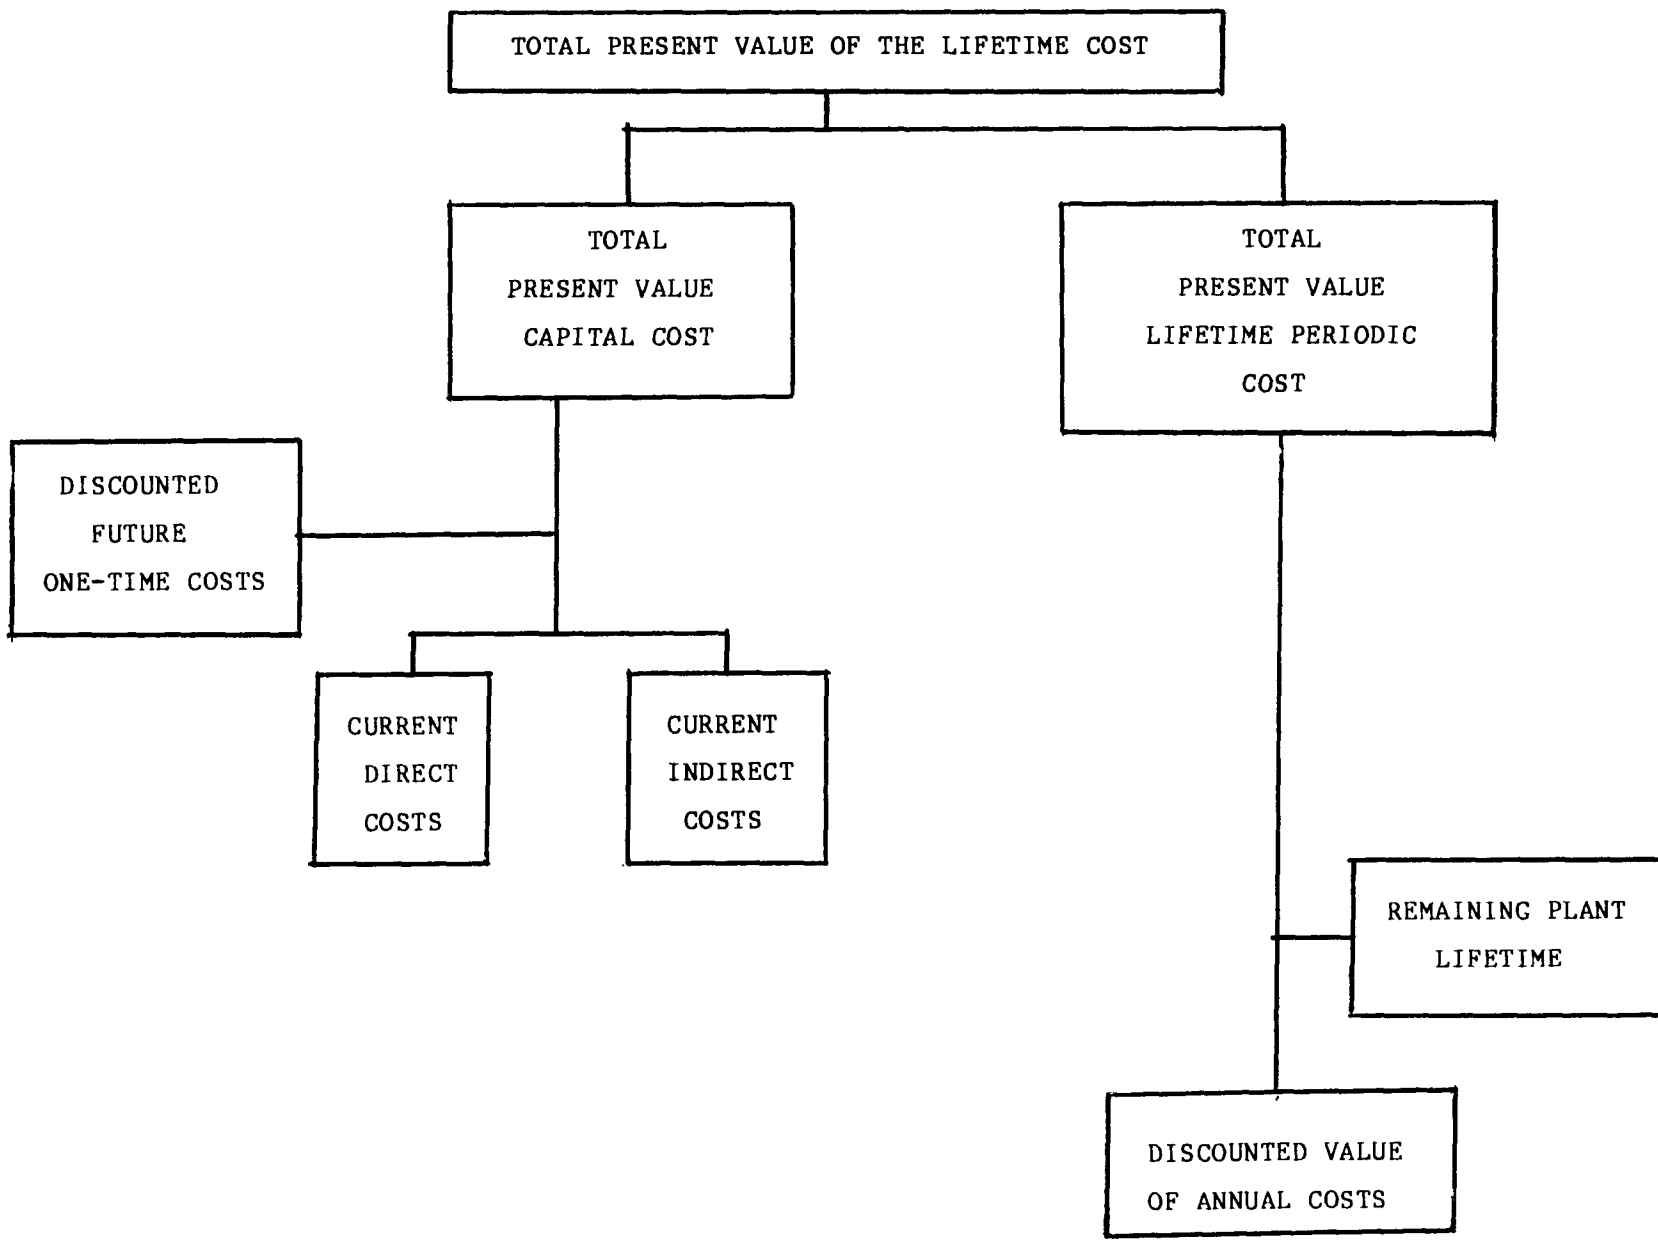 TOTAL PRESENT VALUE OF THE LIFETIME COST
TOTAL
PRESENT VALUE
CAPITAL COST
TOTAL
PRESENT VALUE
LIFETIME PERIODIC
COST
DISCOUNTED
FUTURE
ONE-TIME COSTS
CURRENT
DIRECT
COSTS
CURRENT
INDIRECT
COSTS
REMAINING PLANT
LIFETIME
DISCOUNTED VALUE
OF ANNUAL COSTS